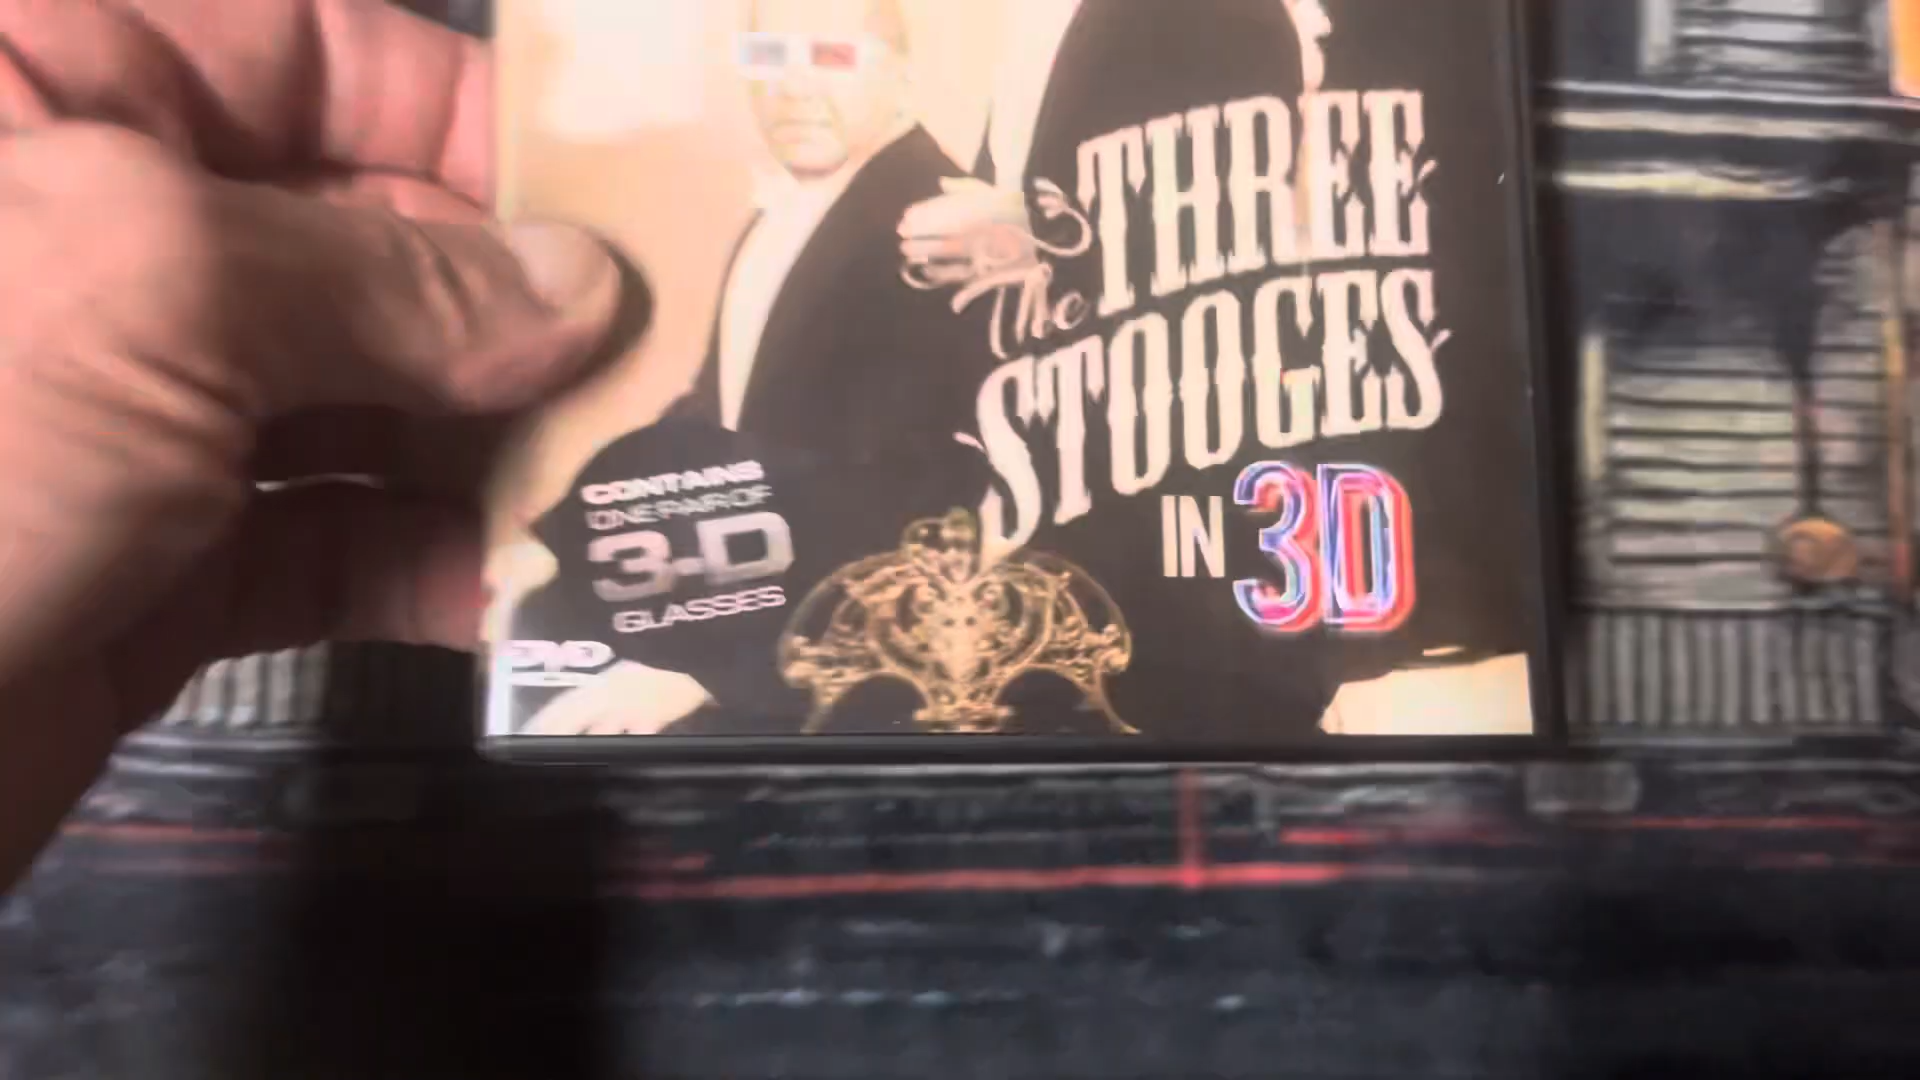 The THREE
STOOGES
IN 3D
CONTAINS
ONE PAIR OF
3-D
GLASSES
DVD